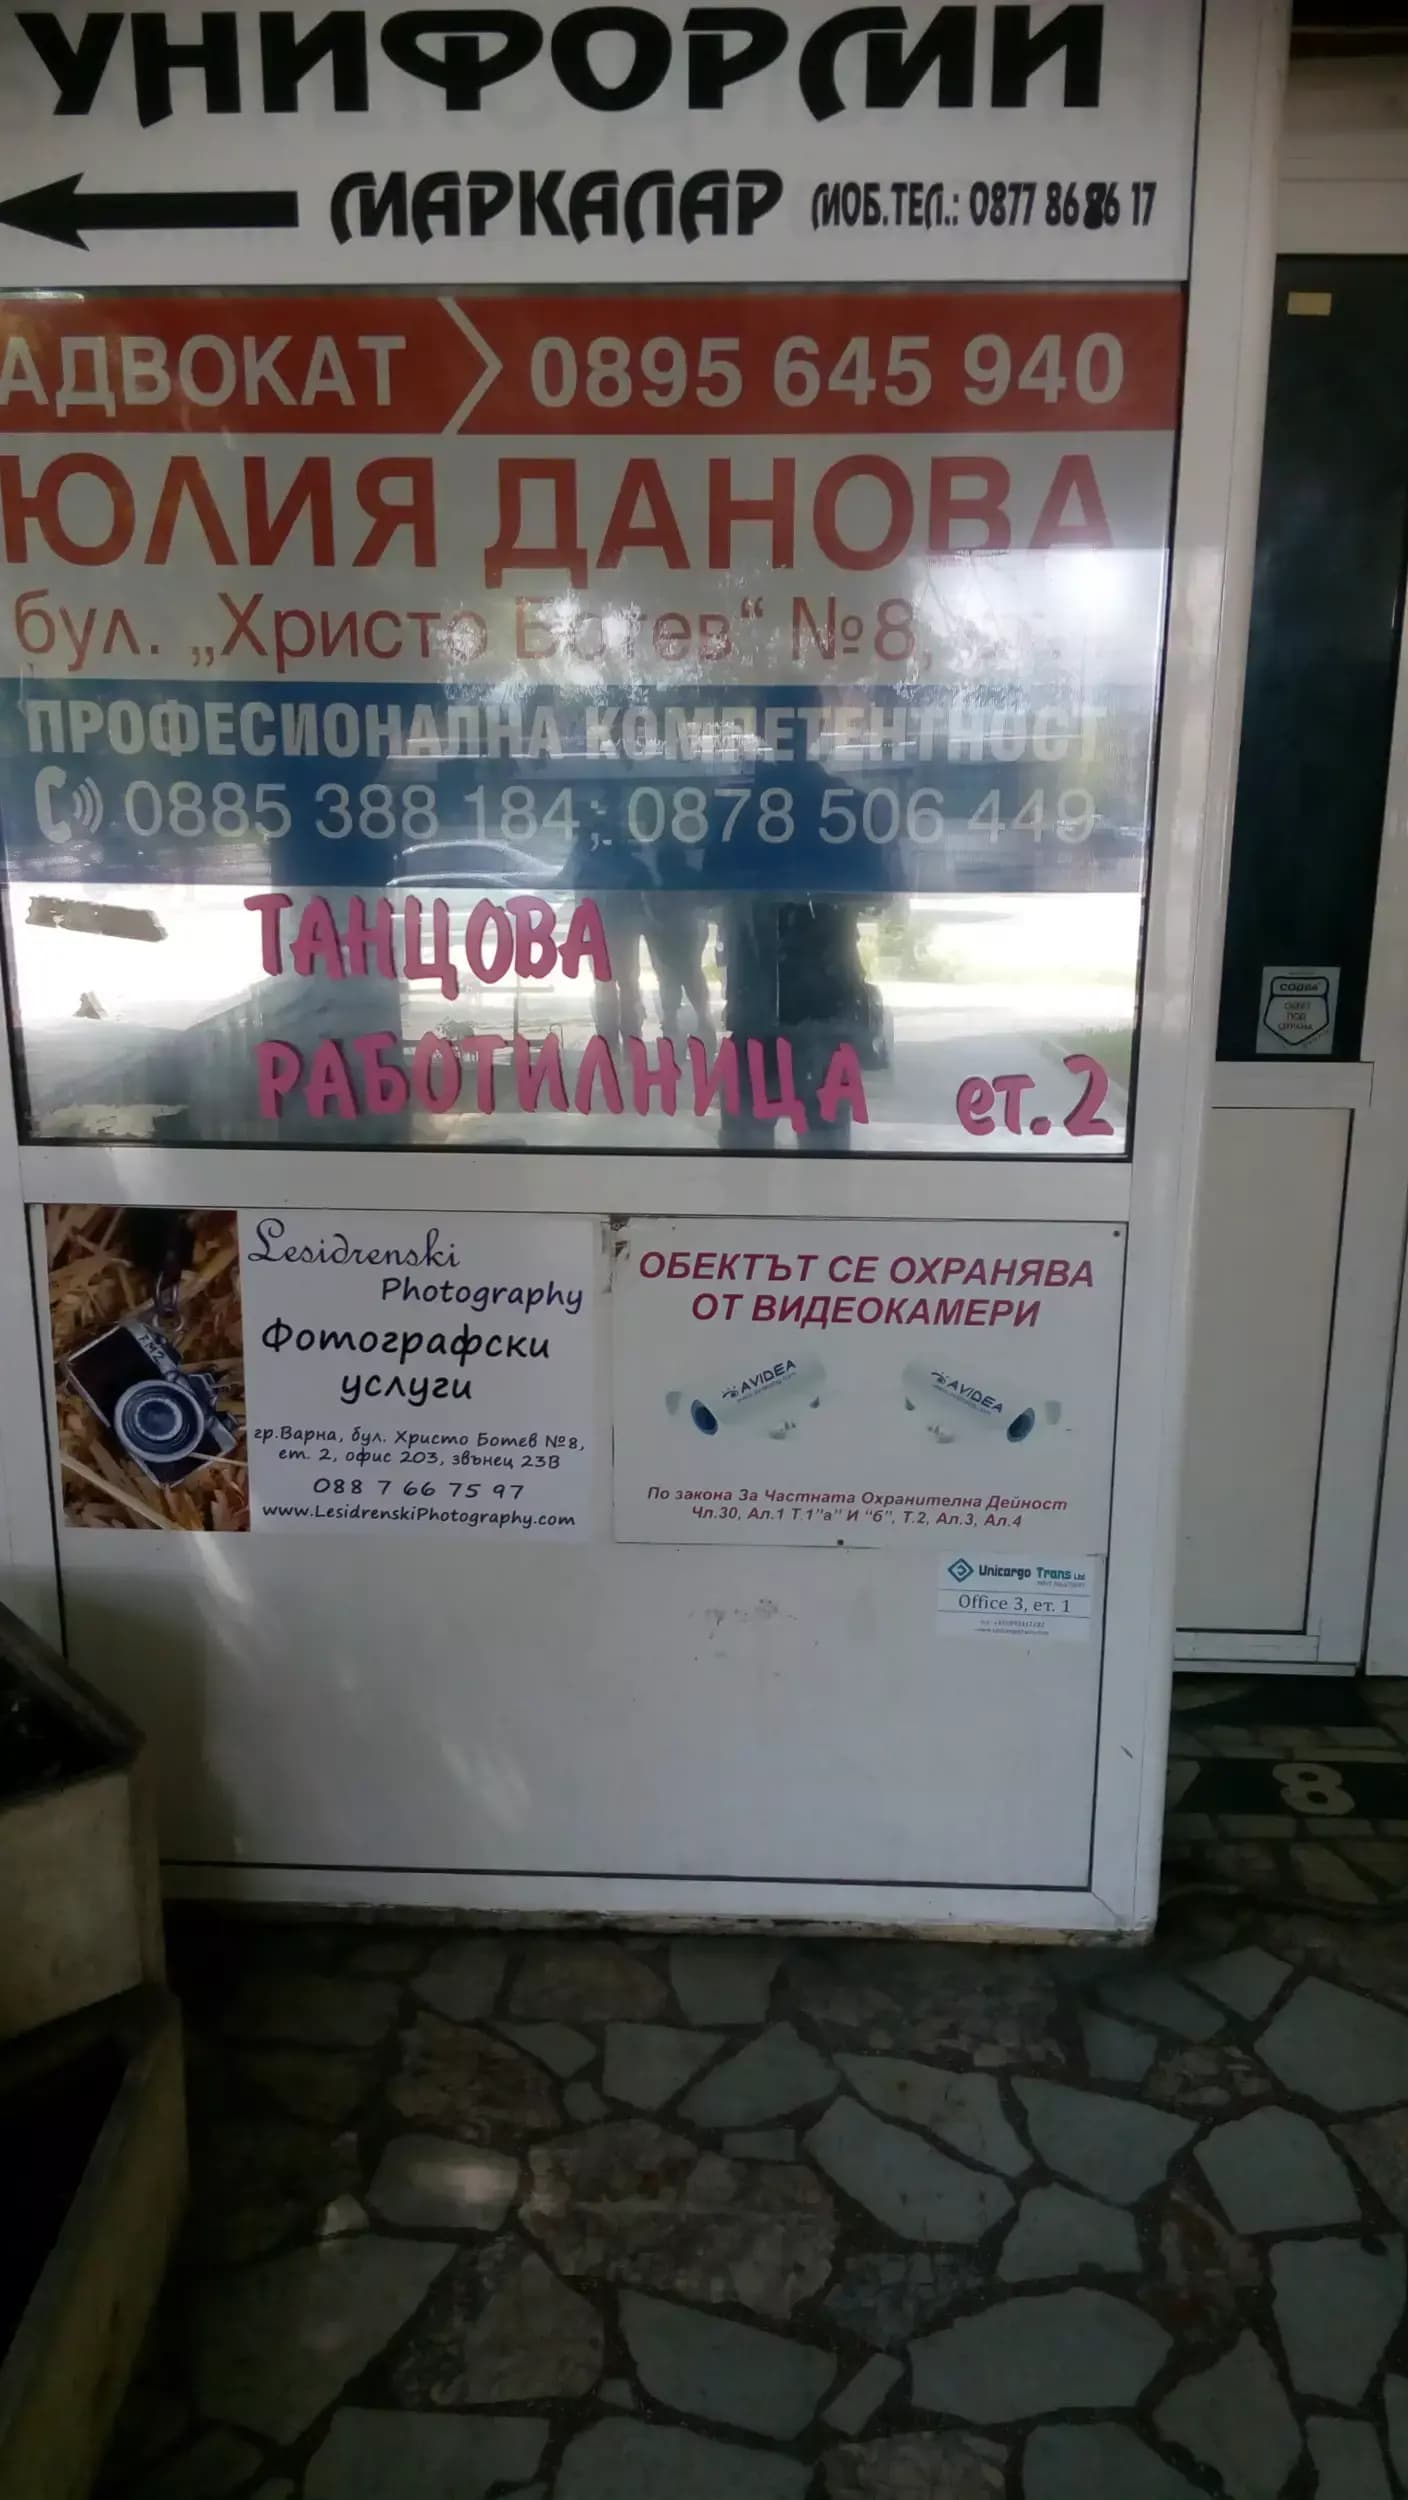 УНИФОРМИ
МАРКАЛАР МОБ.ТЕЛ.: 0877 86 86 17
АДВОКАТ 0895 645 940
ЮЛИЯ ДАНОВА
бул. „Христо Ботев“ №8,
ПРОФЕСИОНАЛНА КОМПЕТЕНТНОСТ
0885 388 184; 0878 506 449
ТАНЦОВА
РАБОТИЛНИЦА ет.2
Lesidrenski
Photography
Фотографски
услуги
гр.Варна, бул. Христо Ботев №8,
ет. 2, офис 203, звънец 23В
088 7 66 75 97
www.LesidrenskiPhotography.com
ОБЕКТЪТ СЕ ОХРАНЯВА
ОТ ВИДЕОКАМЕРИ
AVIDEA
AVIDEA
По закона За Частната Охранителна Дейност
Чл.30, Ал.1 Т.1"а" И "б", Т.2, Ал.3, Ал.4
Unicargo Trans Ltd
Office 3, ет. 1
СОДВА
ОБЕКТ
ПОД
ОХРАНА
8